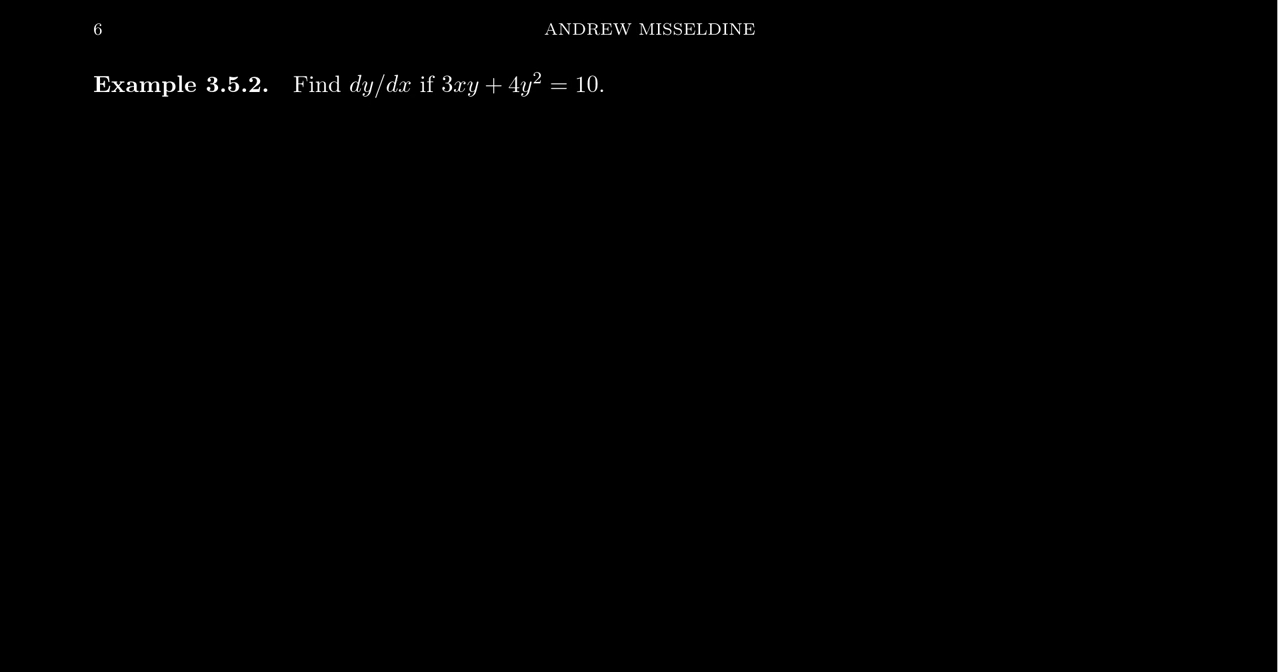 6 ANDREW MISSELDINE
Example 3.5.2. Find dy/dx if 3xy + 4y² = 10.